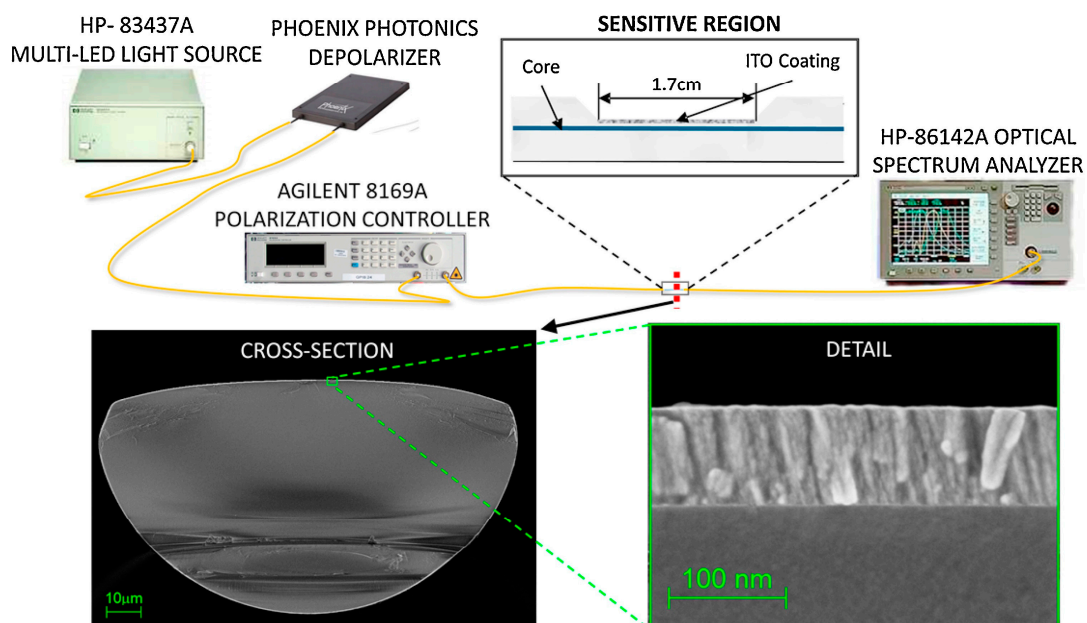 HP- 83437A
MULTI-LED LIGHT SOURCE
PHOENIX PHOTONICS
DEPOLARIZER
Phoenix
SENSITIVE REGION
Core
ITO Coating
1.7cm
HP-86142A OPTICAL
SPECTRUM ANALYZER
AGILENT 8169A
POLARIZATION CONTROLLER
CROSS-SECTION
10μm
DETAIL
100 nm